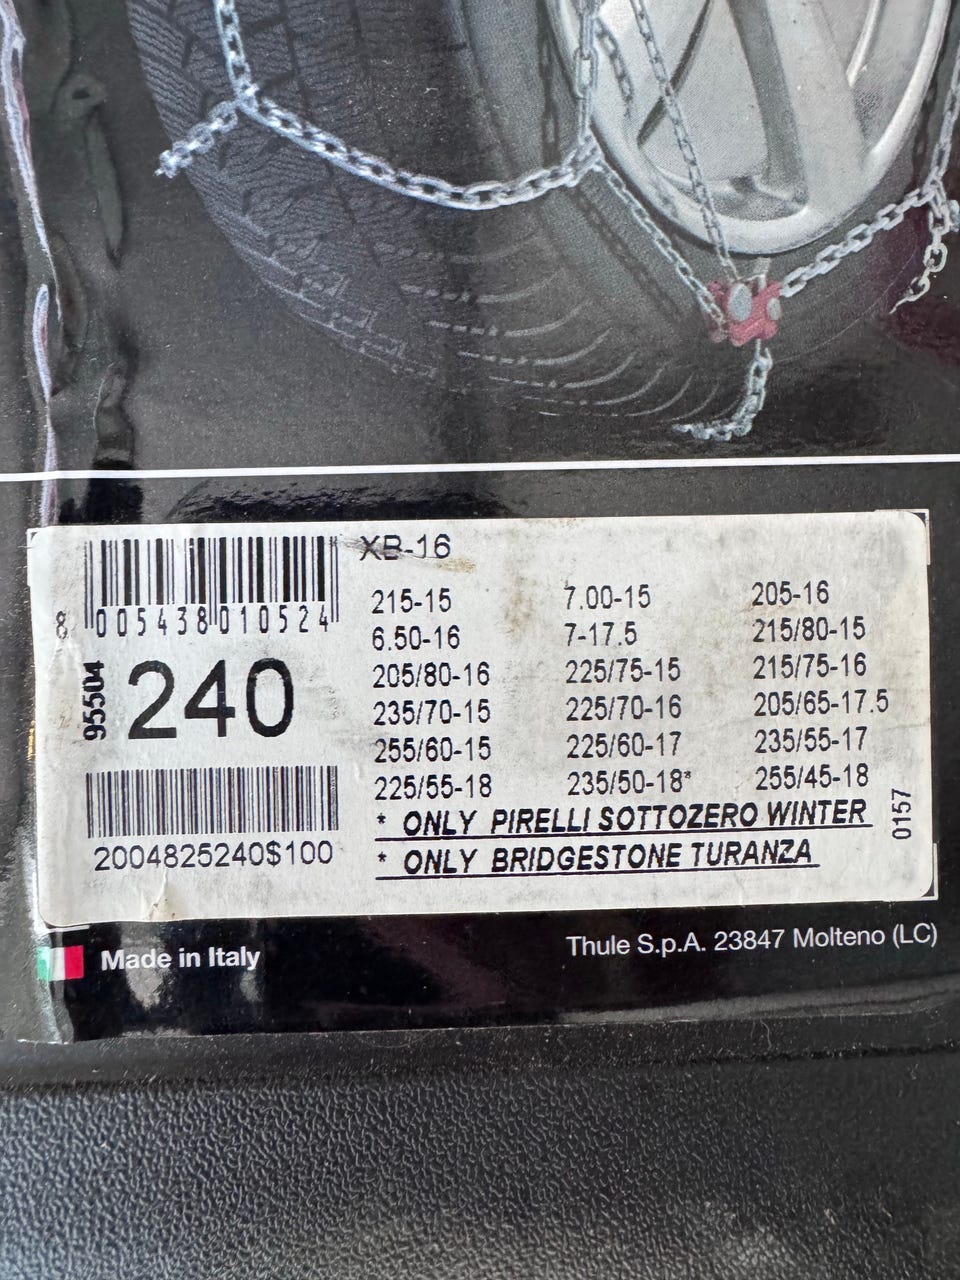 XB-16
8 005438 010524
95504
240
2004825240$100
215-15 7.00-15 205-16
6.50-16 7-17.5 215/80-15
205/80-16 225/75-15 215/75-16
235/70-15 225/70-16 205/65-17.5
255/60-15 225/60-17 235/55-17
225/55-18 235/50-18* 255/45-18
* ONLY PIRELLI SOTTOZERO WINTER
* ONLY BRIDGESTONE TURANZA
0157
Made in Italy
Thule S.p.A. 23847 Molteno (LC)